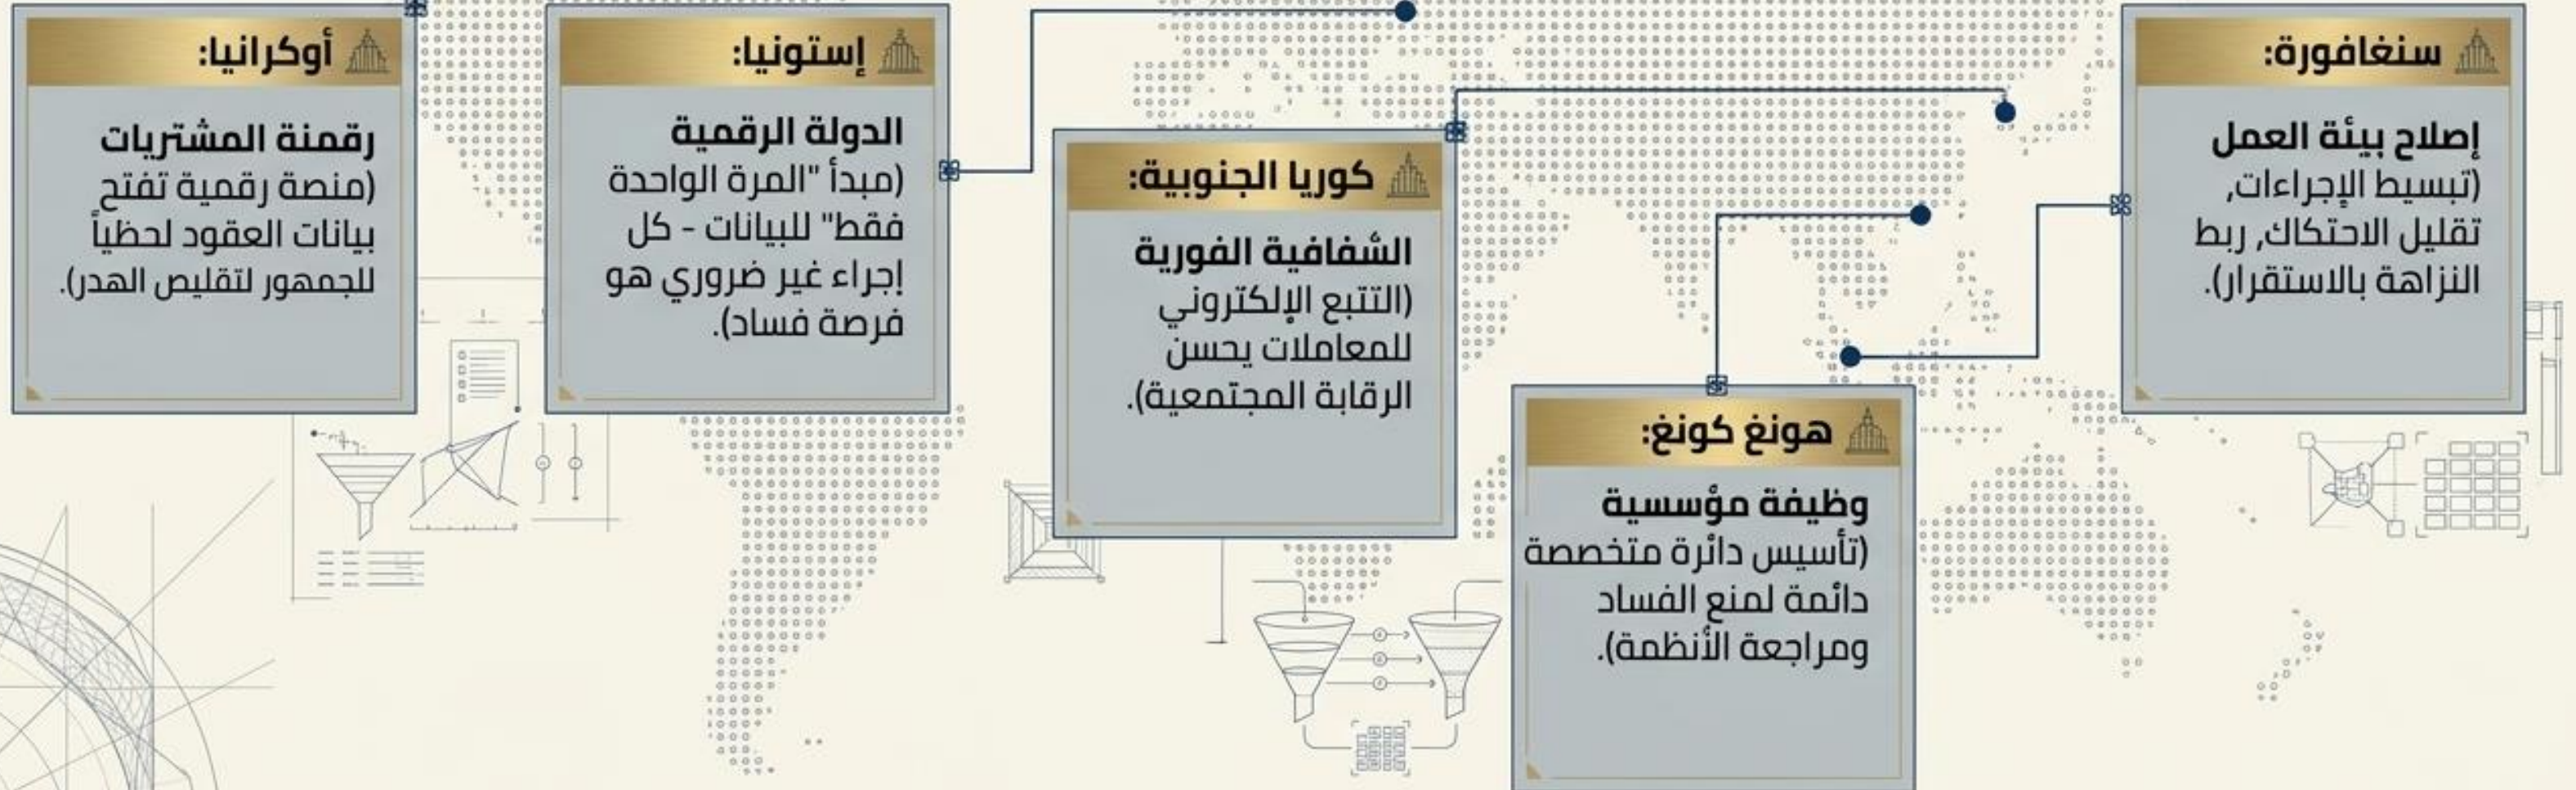 سنغافورة:
إصلاح بيئة العمل
(تبسيط الإجراءات,
تقليل الاحتكاك, ربط
النزاهة بالاستقرار).
هونغ كونغ:
وظيفة مؤسسية
(تأسيس دائرة متخصصة
دائمة لمنع الفساد
ومراجعة الأنظمة).
كوريا الجنوبية:
الشفافية الفورية
(التتبع الإلكتروني
للمعاملات يحسن
الرقابة المجتمعية).
إستونيا:
الدولة الرقمية
(مبدأ "المرة الواحدة
فقط" للبيانات - كل
إجراء غير ضروري هو
فرصة فساد).
أوكرانيا:
رقمنة المشتريات
(منصة رقمية تفتح
بيانات العقود لحظياً
للجمهور لتقليص الهدر).